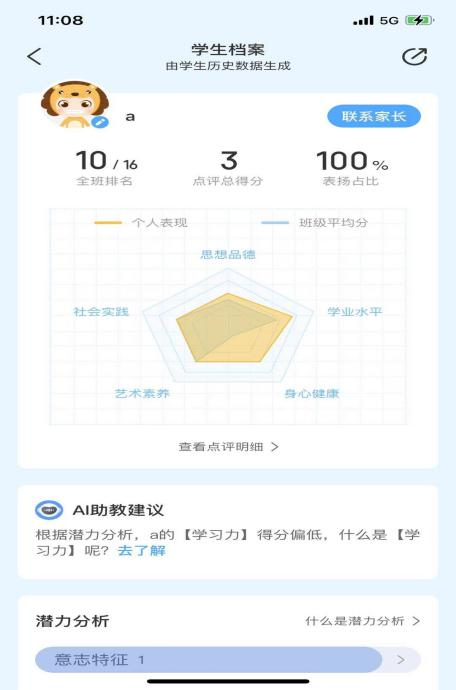 11:08
5G
学生档案
由学生历史数据生成
a
联系家长
10 / 16
3
100 %
全班排名
点评总得分
表扬占比
个人表现
班级平均分
思想品德
社会实践
学业水平
艺术素养
身心健康
查看点评明细 >
AI助教建议
根据潜力分析，a的【学习力】得分偏低，什么是【学
习力】呢？去了解
潜力分析
什么是潜力分析 >
意志特征 1